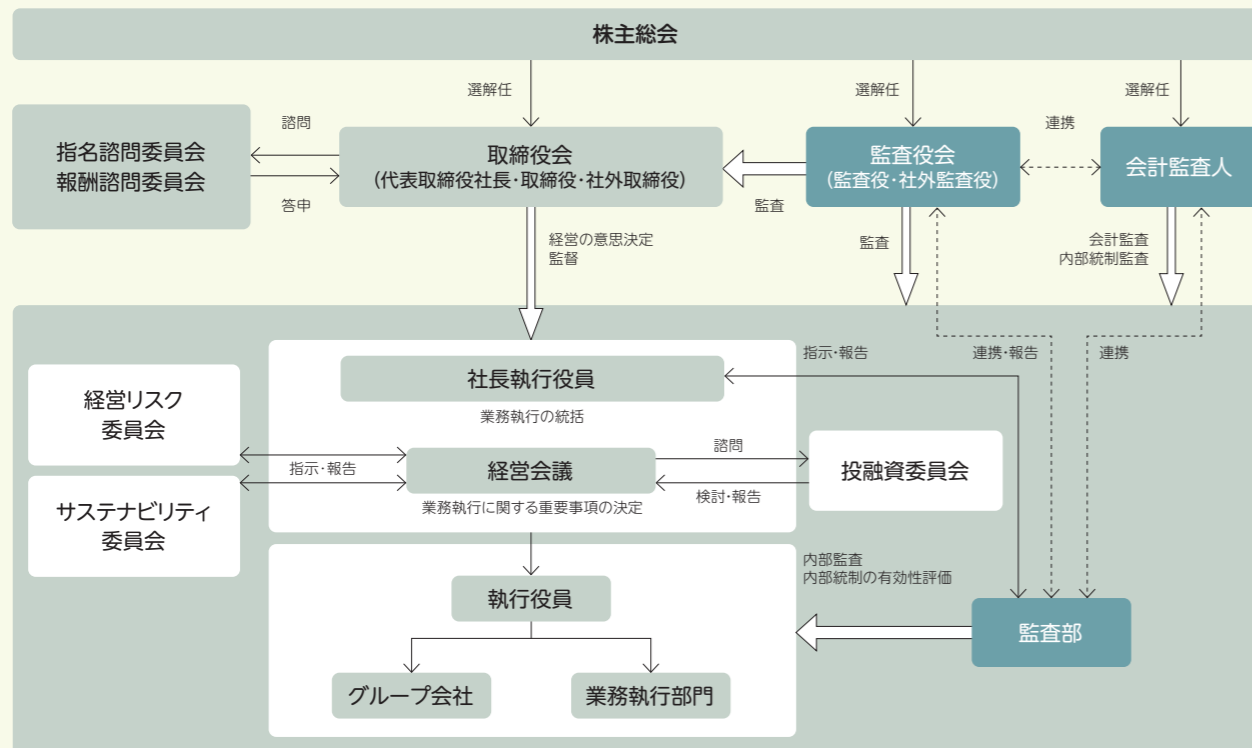 株主総会
選解任
選解任
選解任
指名諮問委員会
報酬諮問委員会
諮問
答申
取締役会
(代表取締役社長・取締役・社外取締役)
監査
監査役会
(監査役・社外監査役)
連携
会計監査人
経営の意思決定
監督
監査
会計監査
内部統制監査
経営リスク
委員会
サステナビリティ
委員会
指示・報告
社長執行役員
業務執行の統括
経営会議
業務執行に関する重要事項の決定
諮問
検討・報告
投融資委員会
指示・報告
連携・報告
連携
執行役員
グループ会社
業務執行部門
内部監査
内部統制の有効性評価
監査部